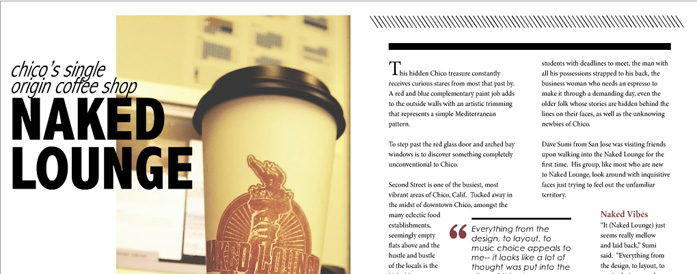 chico's single
origin coffee shop
NAKED
LOUNGE
NAKED LOUNGE
This hidden Chico treasure constantly
receives curious stares from most that past by.
A red and blue complementary paint job adds
to the outside walls with an artistic trimming
that represents a simple Mediterranean
pattern.
To step past the red glass door and arched bay
windows is to discover something completely
unconventional to Chico.
Second Street is one of the busiest, most
vibrant areas of Chico, Calif. Tucked away in
the midst of downtown Chico, amongst the
many eclectic food
establishments,
seemingly empty
flats above and the
hustle and bustle
of the locals is the
“ Everything from the
design, to layout, to
music choice appeals to
me-- it looks like a lot of
thought was put into the
students with deadlines to meet, the man with
all his possessions strapped to his back, the
business woman who needs an espresso to
make it through a demanding day, even the
older folk whose stories are hidden behind the
lines on their faces, as well as the unknowing
newbies of Chico.
Dave Sumi from San Jose was visiting friends
upon walking into the Naked Lounge for the
first time. His group, like most who are new
to Naked Lounge, look around with inquisitive
faces just trying to feel out the unfamiliar
territory.
Naked Vibes
“It (Naked Lounge) just
seems really mellow
and laid back,” Sumi
said. “Everything from
the design, to layout, to